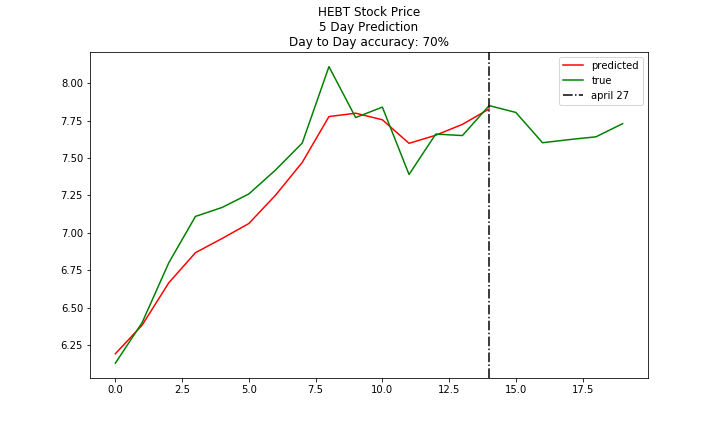 HEBT Stock Price
5 Day Prediction
Day to Day accuracy: 70%
predicted
true
april 27
8.00
7.75
7.50
7.25
7.00
6.75
6.50
6.25
0.0 2.5 5.0 7.5 10.0 12.5 15.0 17.5